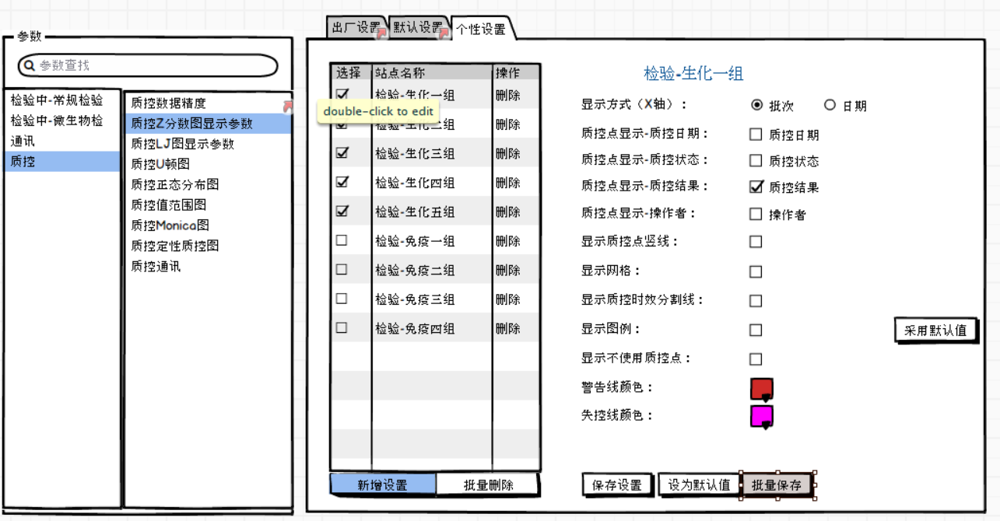 参数
参数查找
检验中-常规检验
检验中-微生物检
通讯
质控
质控数据精度
质控Z分数图显示参数
质控LJ图显示参数
质控U顿图
质控正态分布图
质控值范围图
质控Monica图
质控定性质控图
质控通讯
出厂设置
默认设置
个性设置
选择 站点名称 操作
检验-生化一组 删除
double-click to edit
检验-生化二组 删除
检验-生化三组 删除
检验-生化四组 删除
检验-生化五组 删除
检验-免疫一组 删除
检验-免疫二组 删除
检验-免疫三组 删除
检验-免疫四组 删除
新增设置
批量删除
检验-生化一组
显示方式（X轴）： 批次 日期
质控点显示-质控日期： 质控日期
质控点显示-质控状态： 质控状态
质控点显示-质控结果： 质控结果
质控点显示-操作者： 操作者
显示质控点竖线：
显示网格：
显示质控时效分割线：
显示图例：
显示不使用质控点：
警告线颜色：
失控线颜色：
采用默认值
保存设置
设为默认值
批量保存